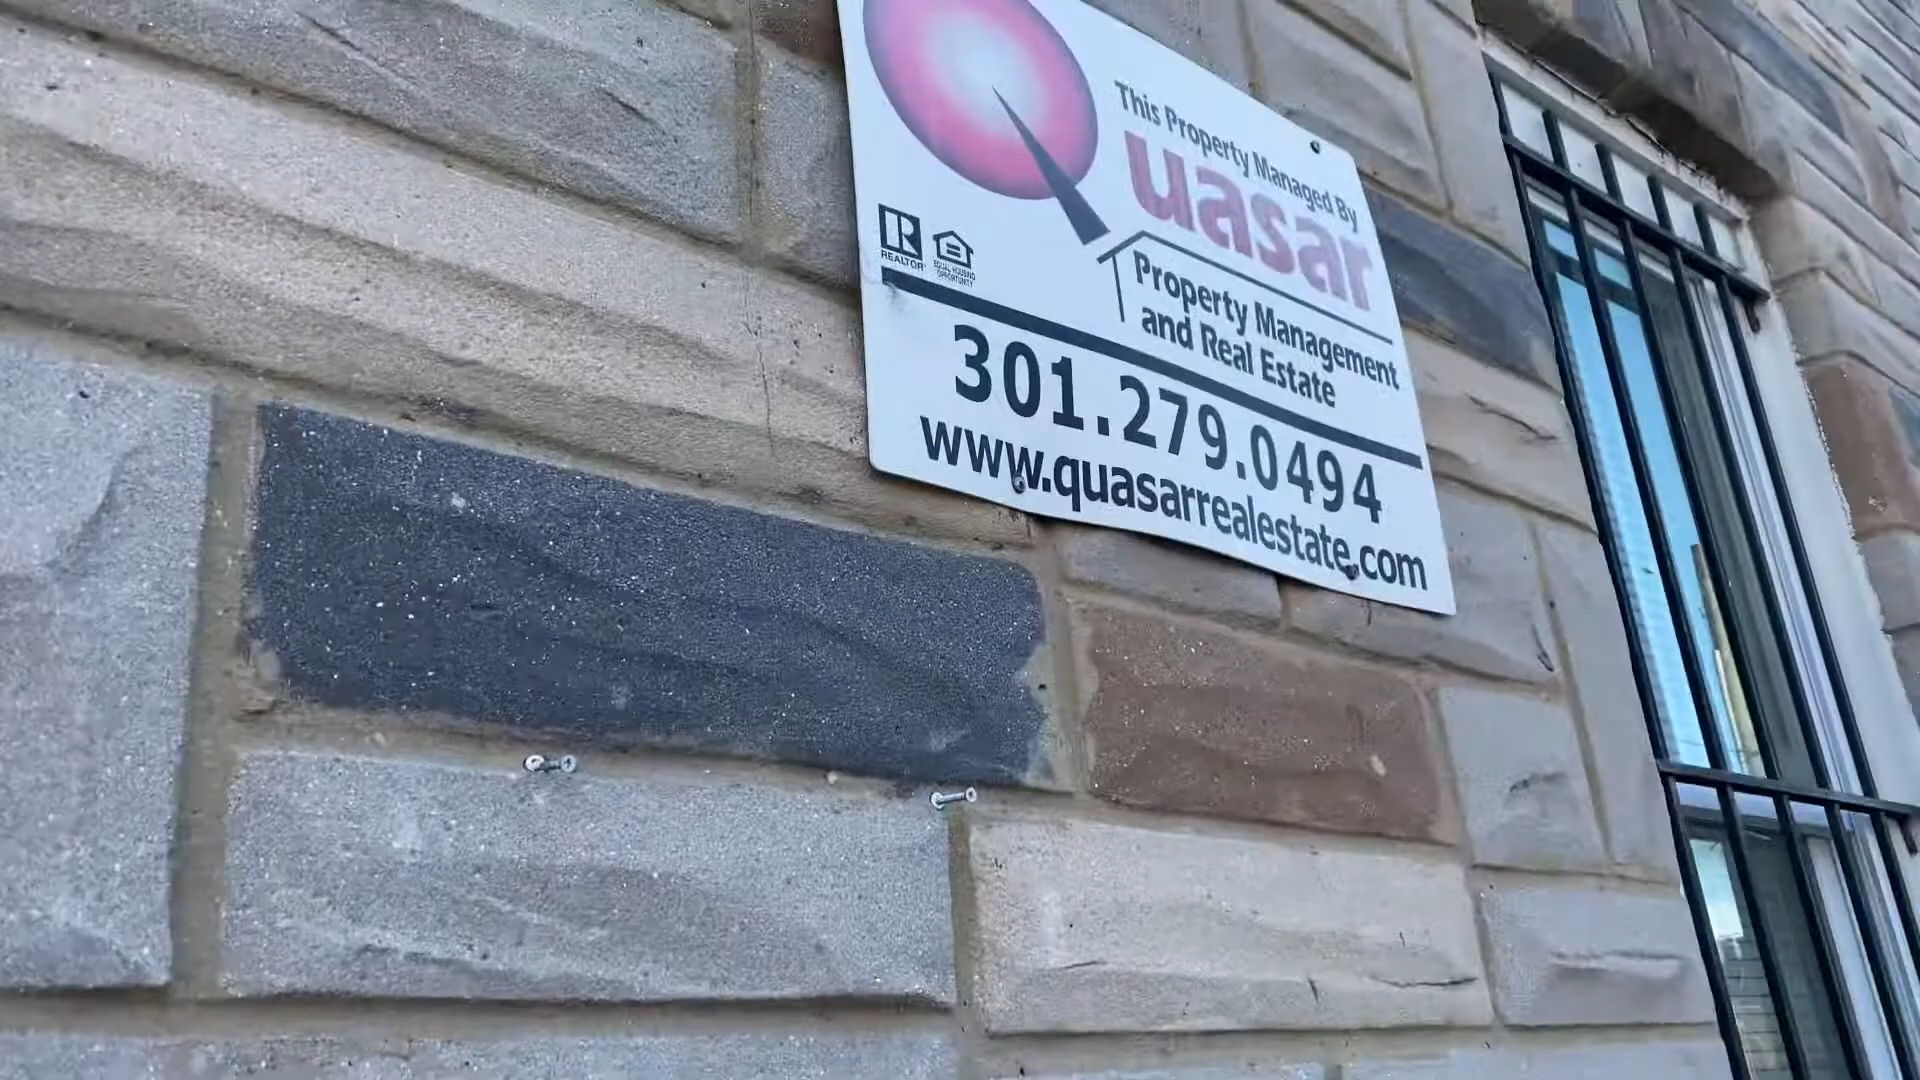 This Property Managed By
Quasar
REALTOR
EQUAL HOUSING
OPPORTUNITY
Property Management
and Real Estate
301.279.0494
www.quasarrealestate.com